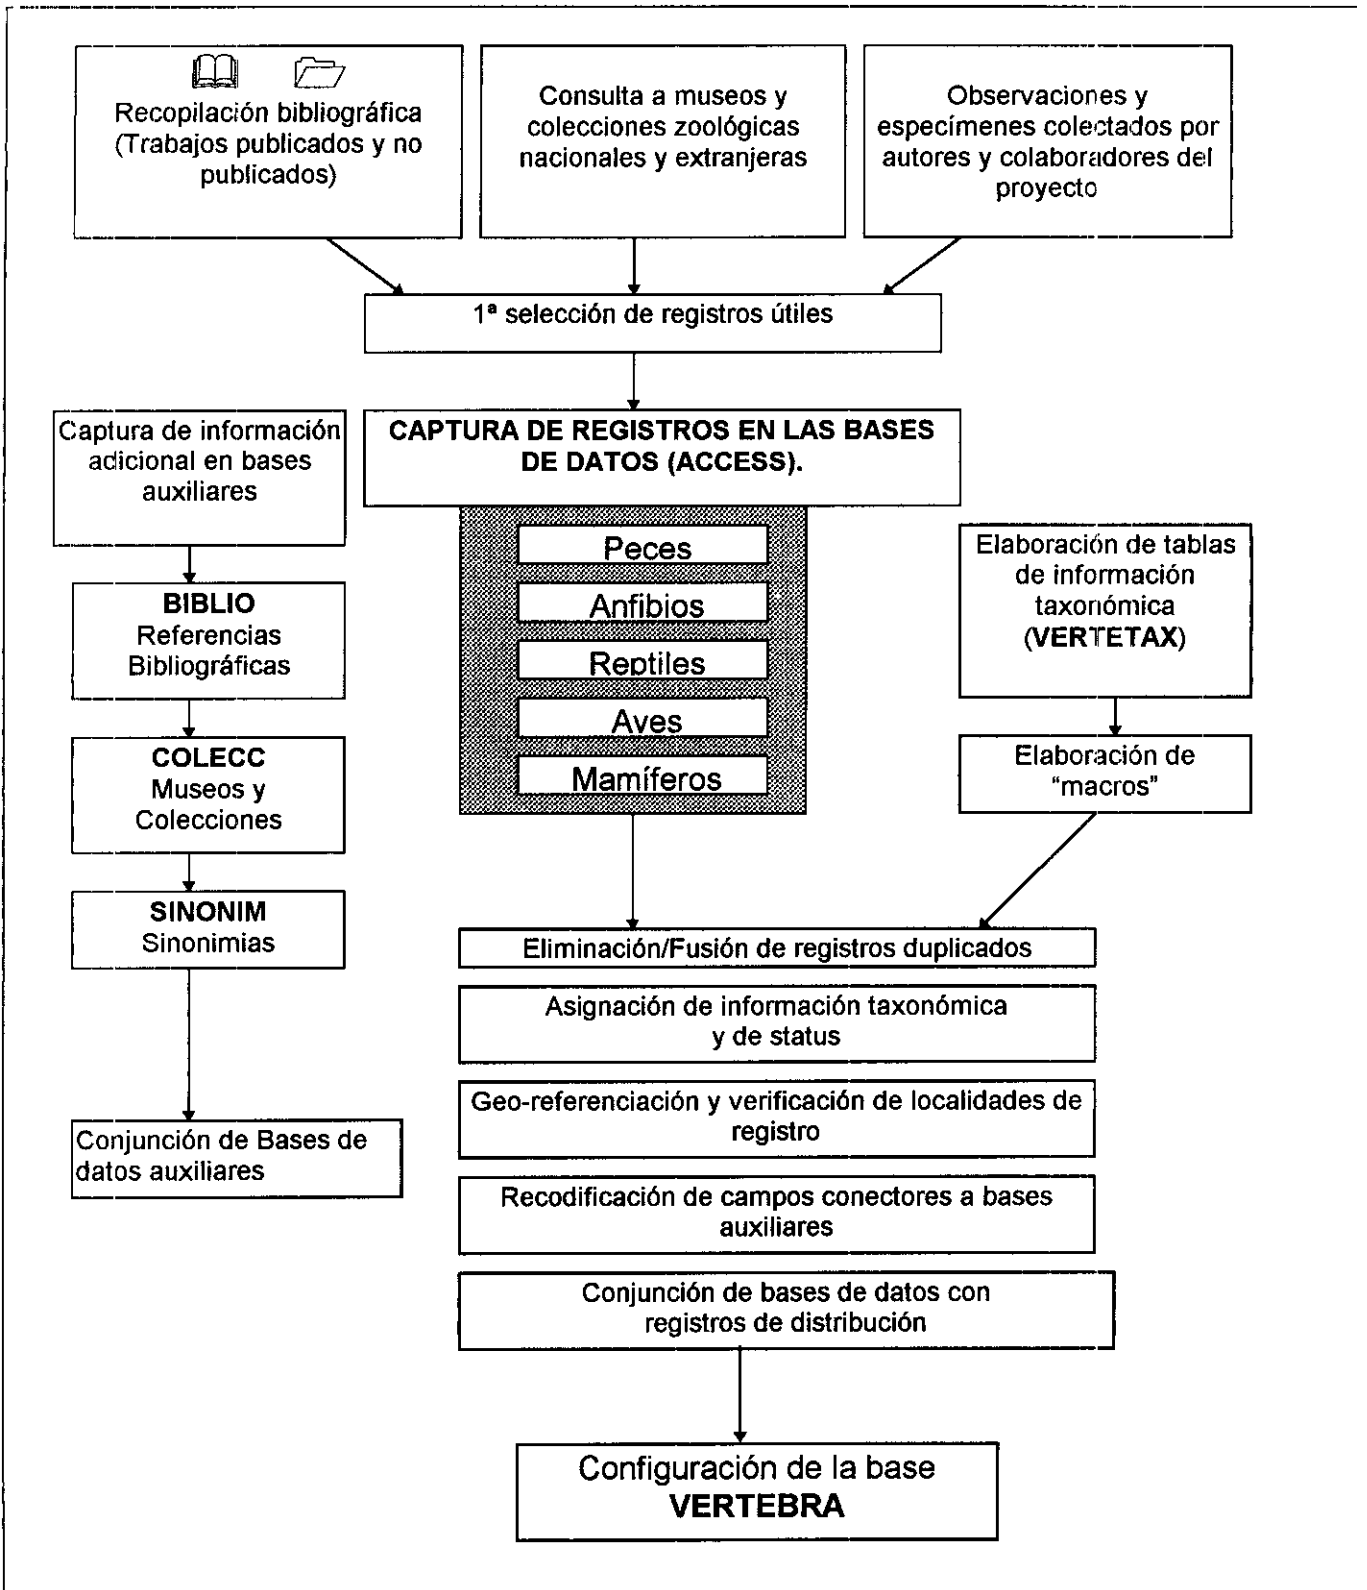 Recopilación bibliográfica
(Trabajos publicados y no
publicados)
Consulta a museos y
colecciones zoológicas
nacionales y extranjeras
Observaciones y
especímenes colectados por
autores y colaboradores del
proyecto
1ª selección de registros útiles
Captura de información
adicional en bases
auxiliares
CAPTURA DE REGISTROS EN LAS BASES
DE DATOS (ACCESS).
Peces
Anfibios
Reptiles
Aves
Mamíferos
Elaboración de tablas
de información
taxonómica
(VERTETAX)
BIBLIO
Referencias
Bibliográficas
COLECC
Museos y
Colecciones
Elaboración de
“macros”
SINONIM
Sinonimias
Eliminación/Fusión de registros duplicados
Asignación de información taxonómica
y de status
Geo-referenciación y verificación de localidades de
registro
Conjunción de Bases de
datos auxiliares
Recodificación de campos conectores a bases
auxiliares
Conjunción de bases de datos con
registros de distribución
Configuración de la base
VERTEBRA